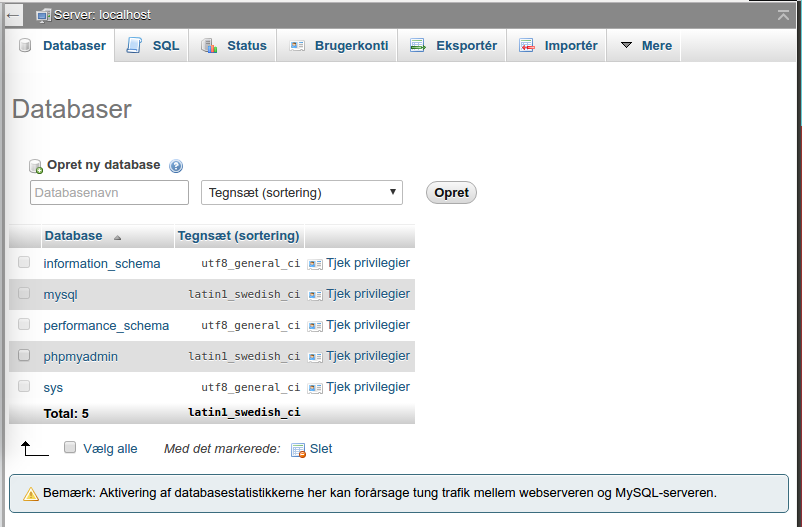 Server: localhost
Databaser SQL Status Brugerkonti Eksportér Importér Mere
Databaser
Opret ny database
Databasenavn Tegnsæt (sortering) Opret
Database Tegnsæt (sortering)
information_schema utf8_general_ci Tjek privilegier
mysql latin1_swedish_ci Tjek privilegier
performance_schema utf8_general_ci Tjek privilegier
phpmyadmin latin1_swedish_ci Tjek privilegier
sys utf8_general_ci Tjek privilegier
Total: 5 latin1_swedish_ci
Vælg alle Med det markerede: Slet
Bemærk: Aktivering af databasestatistikkerne her kan forårsage tung trafik mellem webserveren og MySQL-serveren.